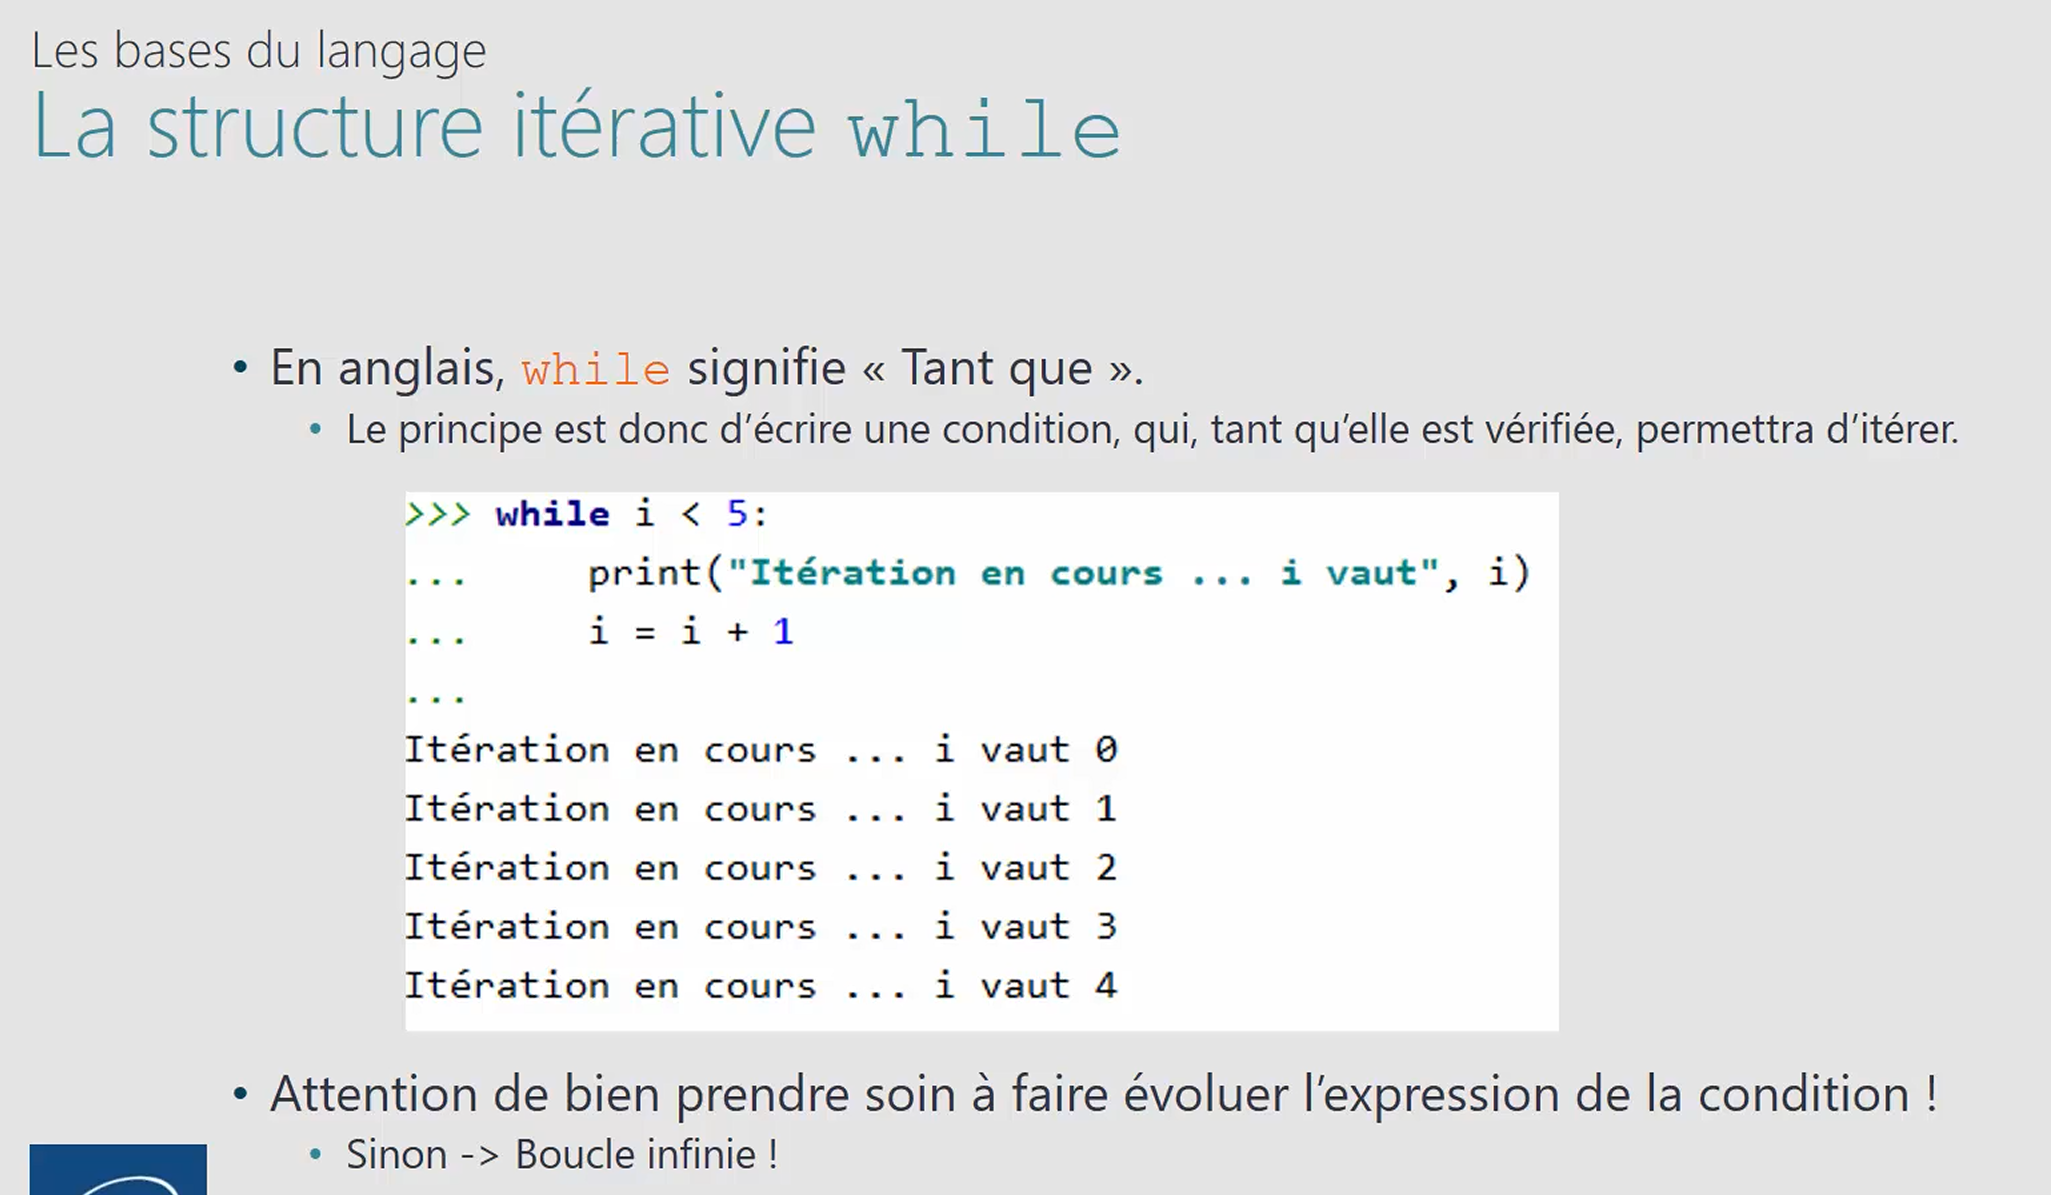 Les bases du langage
La structure itérative while
• En anglais, while signifie « Tant que ».
• Le principe est donc d’écrire une condition, qui, tant qu’elle est vérifiée, permettra d’itérer.
>>> while i < 5:
...     print("Itération en cours ... i vaut", i)
...     i = i + 1
...
Itération en cours ... i vaut 0
Itération en cours ... i vaut 1
Itération en cours ... i vaut 2
Itération en cours ... i vaut 3
Itération en cours ... i vaut 4
• Attention de bien prendre soin à faire évoluer l’expression de la condition !
• Sinon -> Boucle infinie !